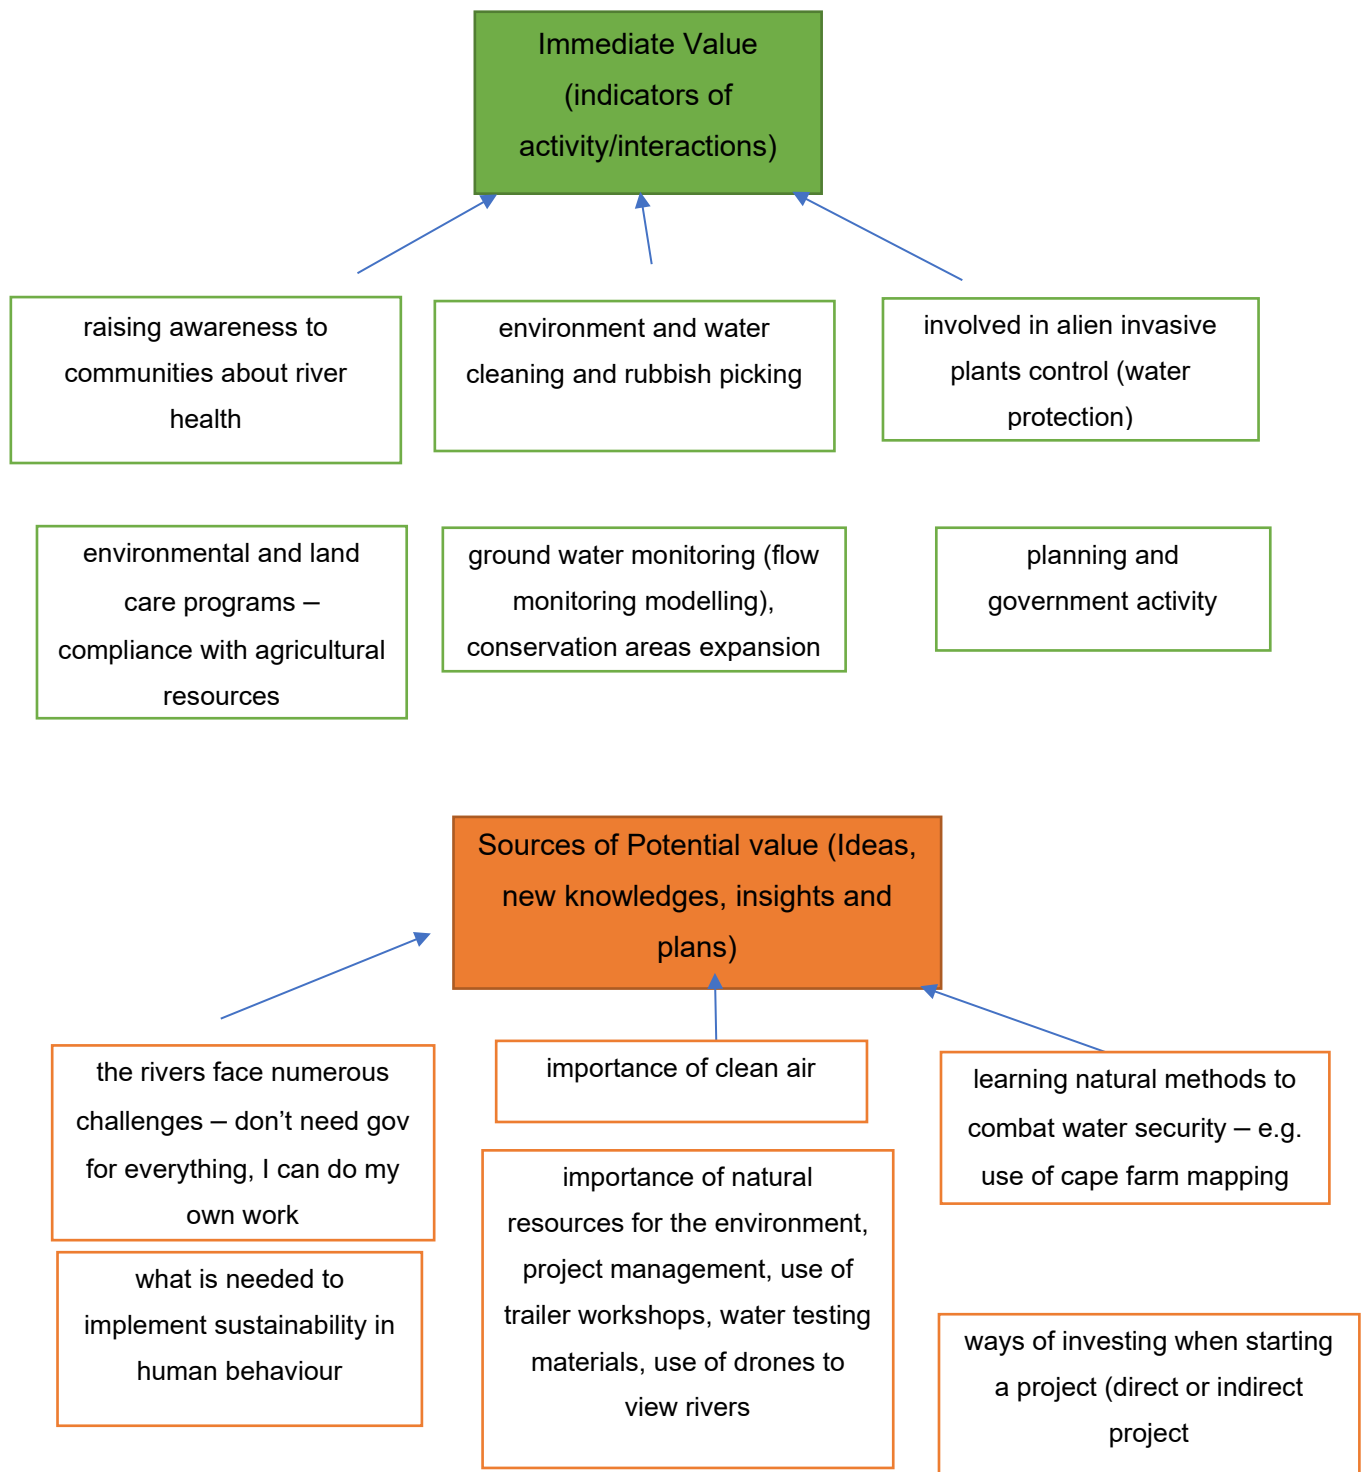 Immediate Value
(indicators of
activity/interactions)
raising awareness to
communities about river
health
environment and water
cleaning and rubbish picking
involved in alien invasive
plants control (water
protection)
environmental and land
care programs –
compliance with agricultural
resources
ground water monitoring (flow
monitoring modelling),
conservation areas expansion
planning and
government activity
Sources of Potential value (Ideas,
new knowledges, insights and
plans)
the rivers face numerous
challenges – don’t need gov
for everything, I can do my
own work
importance of clean air
learning natural methods to
combat water security – e.g.
use of cape farm mapping
what is needed to
implement sustainability in
human behaviour
importance of natural
resources for the environment,
project management, use of
trailer workshops, water testing
materials, use of drones to
view rivers
ways of investing when starting
a project (direct or indirect
project